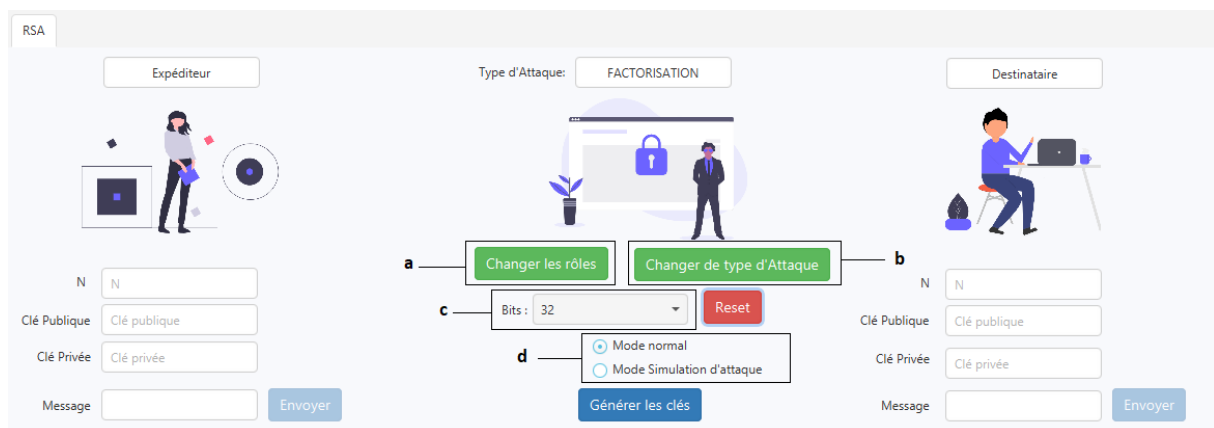 RSA
Expéditeur
Type d'Attaque: FACTORISATION
Destinataire
a Changer les rôles Changer de type d'Attaque b
c Bits : 32 Reset
d Mode normal
Mode Simulation d'attaque
Générer les clés
N N
Clé Publique Clé publique
Clé Privée Clé privée
Message Envoyer
N N
Clé Publique Clé publique
Clé Privée Clé privée
Message Envoyer